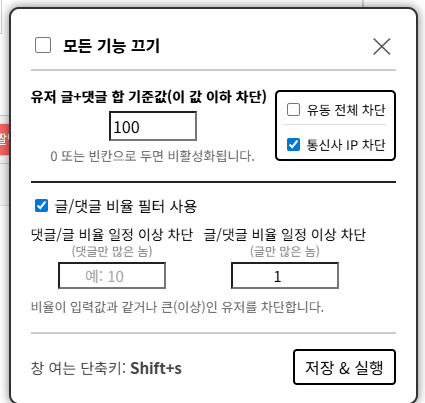 모든 기능 끄기
유저 글+댓글 합 기준값(이 값 이하 차단)
100
0 또는 빈칸으로 두면 비활성화됩니다.
유동 전체 차단
통신사 IP 차단
글/댓글 비율 필터 사용
댓글/글 비율 일정 이상 차단
(댓글만 많은 놈)
예: 10
글/댓글 비율 일정 이상 차단
(글만 많은 놈)
1
비율이 입력값과 같거나 큰(이상)인 유저를 차단합니다.
창 여는 단축키: Shift+s
저장 & 실행